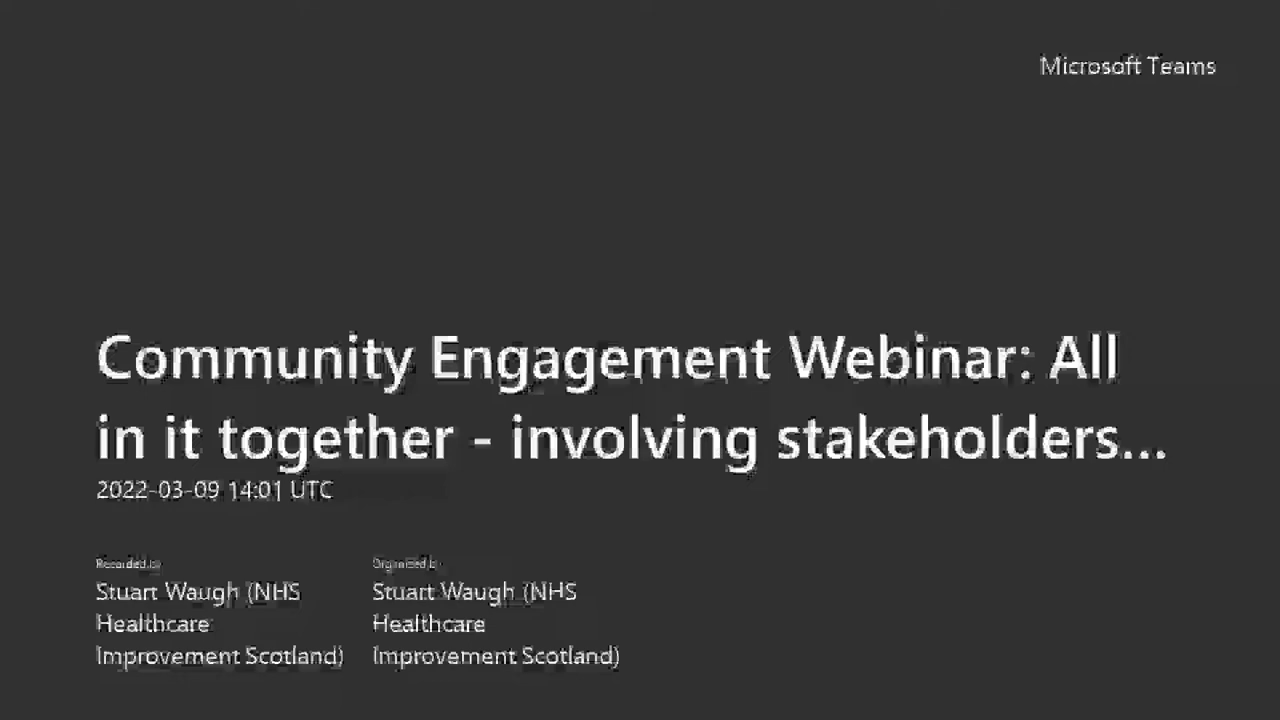 Microsoft Teams
Community Engagement Webinar: All
in it together - involving stakeholders...
2022-03-09 14:01 UTC
Recorded by
Organized by
Stuart Waugh (NHS
Healthcare
Improvement Scotland)
Stuart Waugh (NHS
Healthcare
Improvement Scotland)